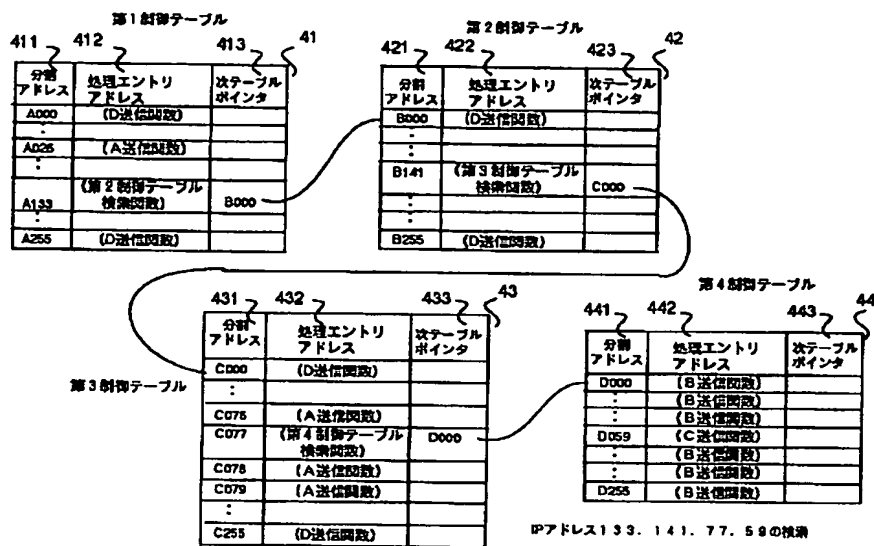 第1制御テーブル
411 412 413 41
分割アドレス 処理エントリアドレス 次テーブルポインタ
A000 (D送信関数)
⋮
A026 (A送信関数)
⋮
A133 (第2制御テーブル検索関数) B000
⋮
A255 (D送信関数)
第2制御テーブル
421 422 423 42
分割アドレス 処理エントリアドレス 次テーブルポインタ
B000 (D送信関数)
⋮
B141 (第3制御テーブル検索関数) C000
⋮
B255 (D送信関数)
第3制御テーブル
431 432 433 43
分割アドレス 処理エントリアドレス 次テーブルポインタ
C000 (D送信関数)
⋮
C076 (A送信関数)
C077 (第4制御テーブル検索関数) D000
C078 (A送信関数)
C079 (A送信関数)
⋮
C255 (D送信関数)
第4制御テーブル
441 442 443 44
分割アドレス 処理エントリアドレス 次テーブルポインタ
D000 (B送信関数)
⋮ (B送信関数)
(B送信関数)
D059 (C送信関数)
⋮ (B送信関数)
(B送信関数)
D255 (B送信関数)
IPアドレス133.141.77.59の検索